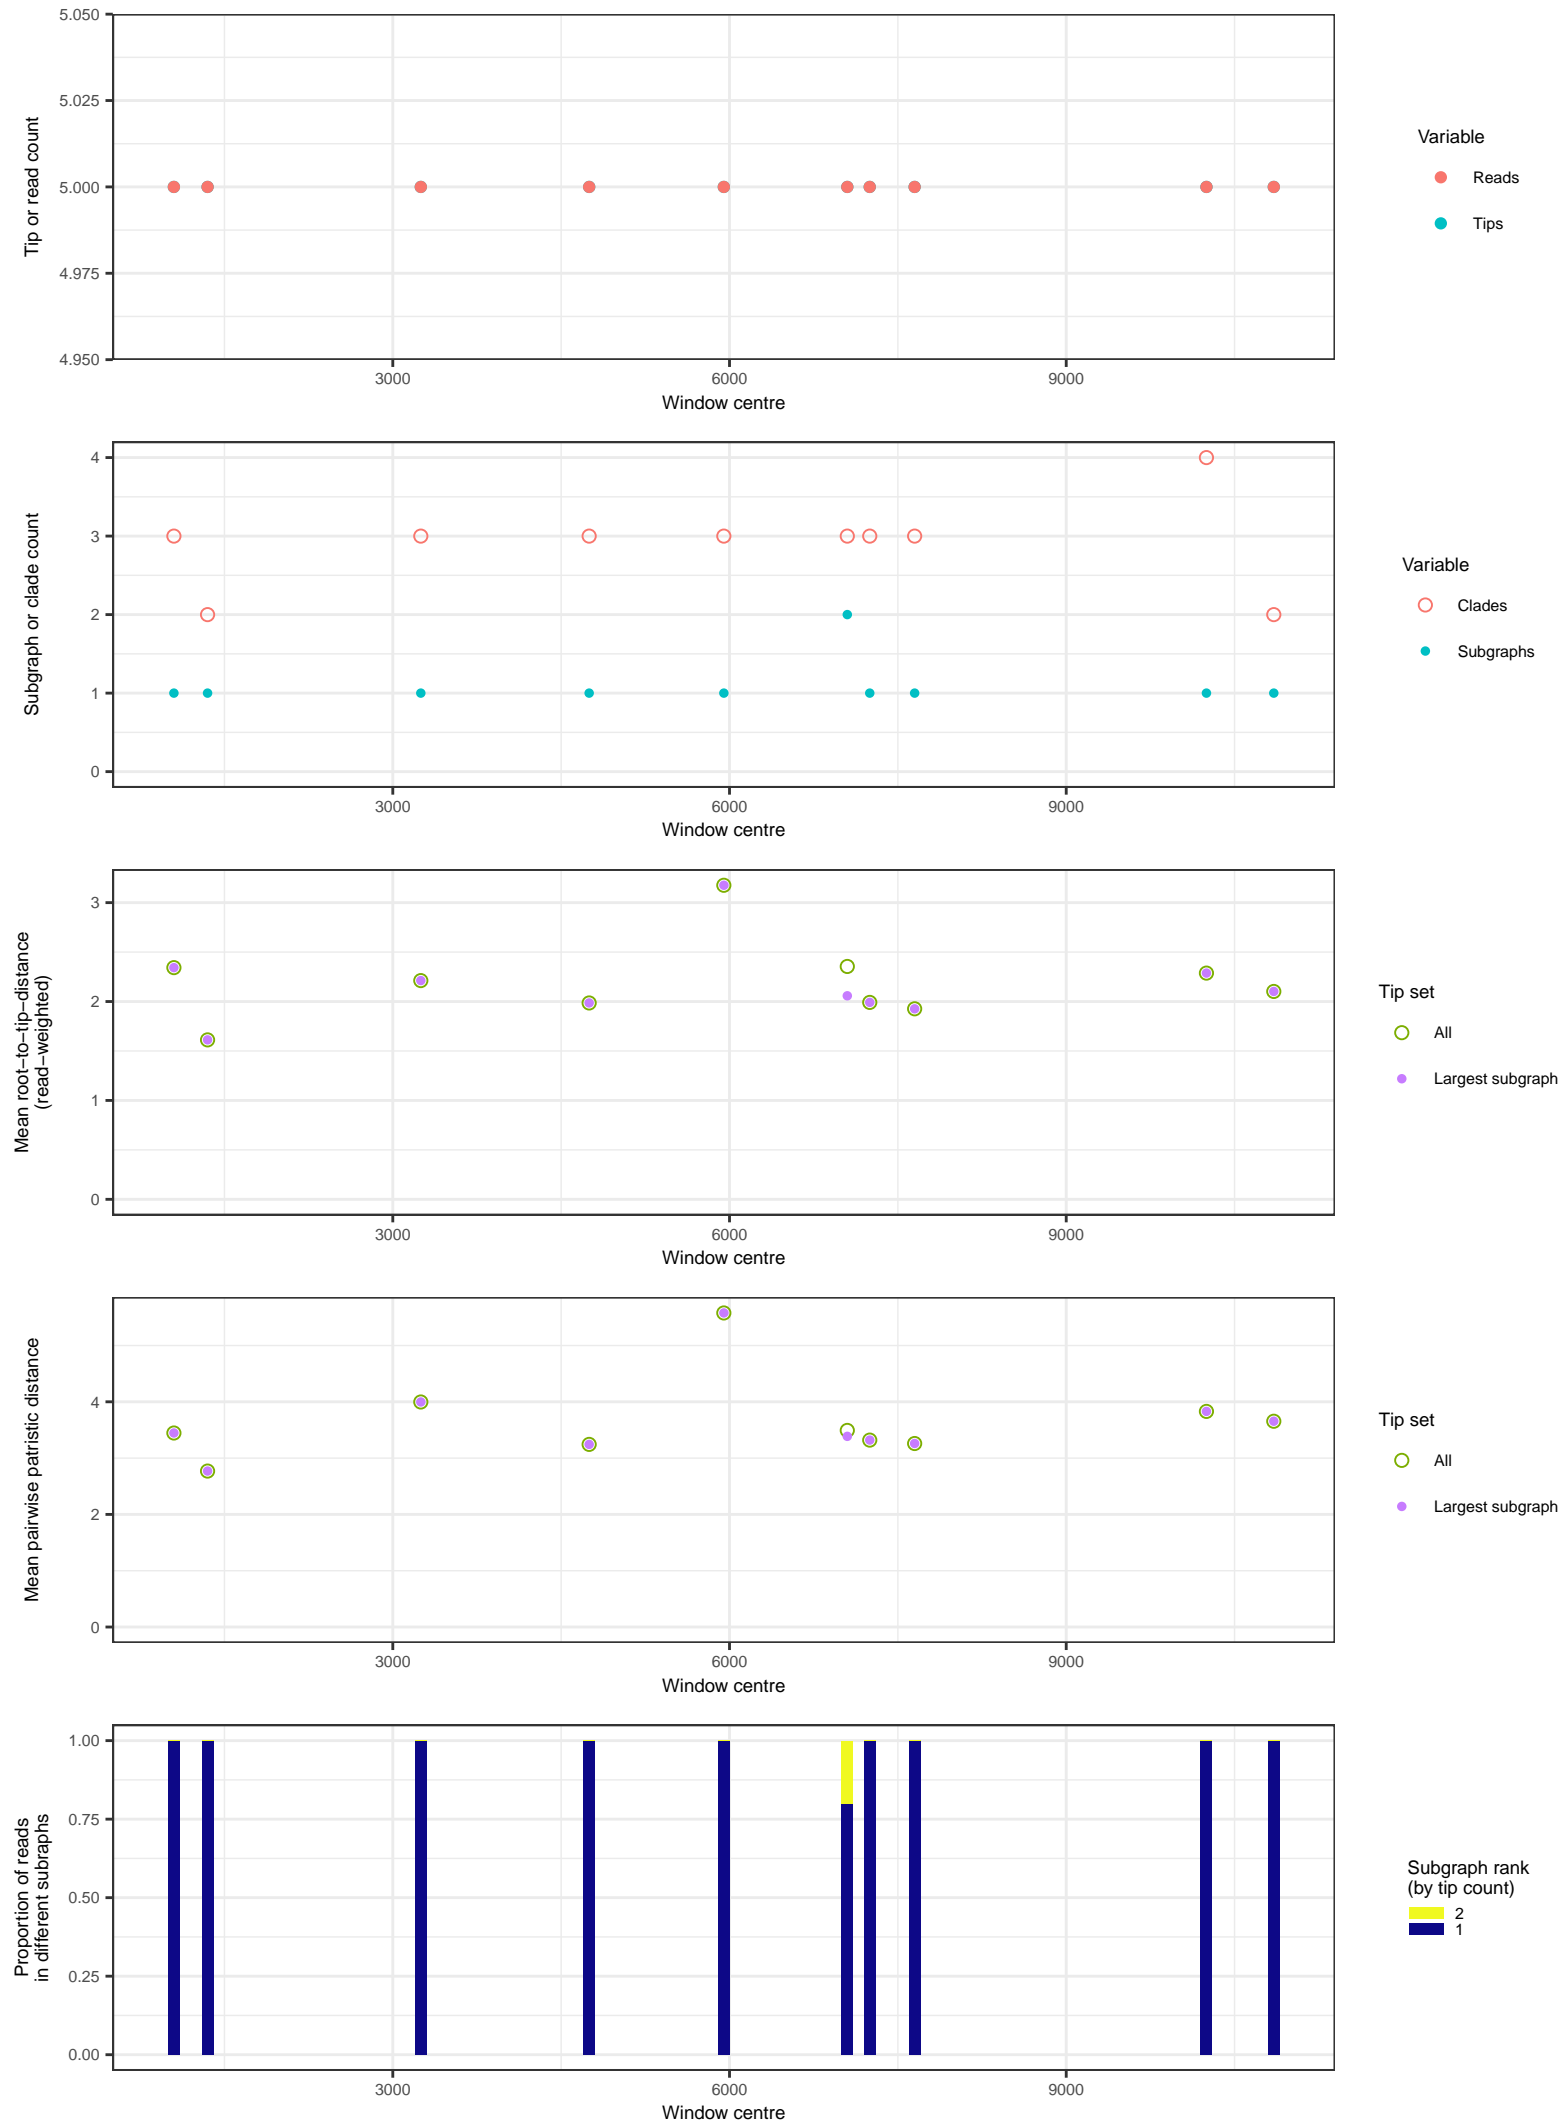 5.050
5.025
5.000
4.975
4.950
Tip or read count
3000
6000
9000
Window centre
Variable
Reads
Tips
4
3
2
1
0
Subgraph or clade count
3000
6000
9000
Window centre
Variable
Clades
Subgraphs
3
2
1
0
Mean root−to−tip−distance
(read−weighted)
3000
6000
9000
Window centre
Tip set
All
Largest subgraph
4
2
0
Mean pairwise patristic distance
3000
6000
9000
Window centre
Tip set
All
Largest subgraph
1.00
0.75
0.50
0.25
0.00
Proportion of reads
in different subraphs
3000
6000
9000
Window centre
Subgraph rank
(by tip count)
2
1